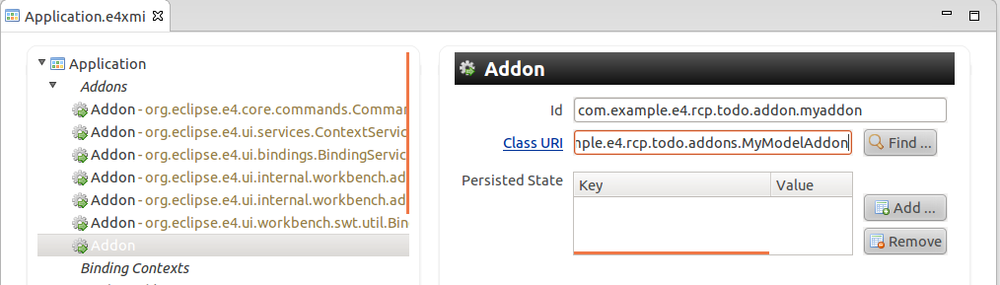 Application.e4xmi
Application
Addons
Addon - org.eclipse.e4.core.commands.Comma
Addon - org.eclipse.e4.ui.services.ContextServic
Addon - org.eclipse.e4.ui.bindings.BindingService
Addon - org.eclipse.e4.ui.internal.workbench.ad
Addon - org.eclipse.e4.ui.internal.workbench.ad
Addon - org.eclipse.e4.ui.workbench.swt.util.Bin
Addon
Binding Contexts
Addon
Id com.example.e4.rcp.todo.addon.myaddon
Class URI nple.e4.rcp.todo.addons.MyModelAddon Find ...
Persisted State Key Value
Add ...
Remove